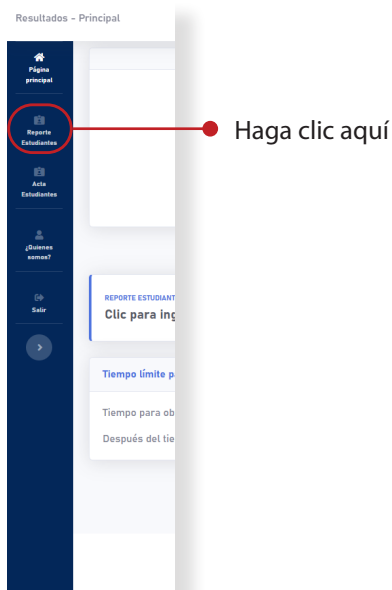 Resultados - Principal
Página
principal
Reporte
Estudiantes
Haga clic aquí
Acta
Estudiantes
¿Quienes
somos?
Salir
REPORTE ESTUDIANT
Clic para ing
Tiempo límite p
Tiempo para ob
Después del tie